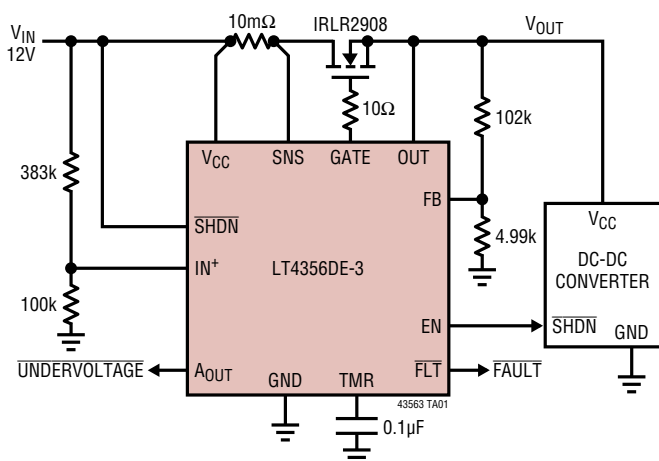 VIN
12V
10mΩ
IRLR2908
VOUT
10Ω
102k
383k
VCC
SNS
GATE
OUT
FB
SHDN
4.99k
VCC
DC-DC
CONVERTER
IN+
LT4356DE-3
100k
EN
SHDN
GND
UNDERVOLTAGE
AOUT
GND
TMR
FLT
FAULT
43563 TA01
0.1µF